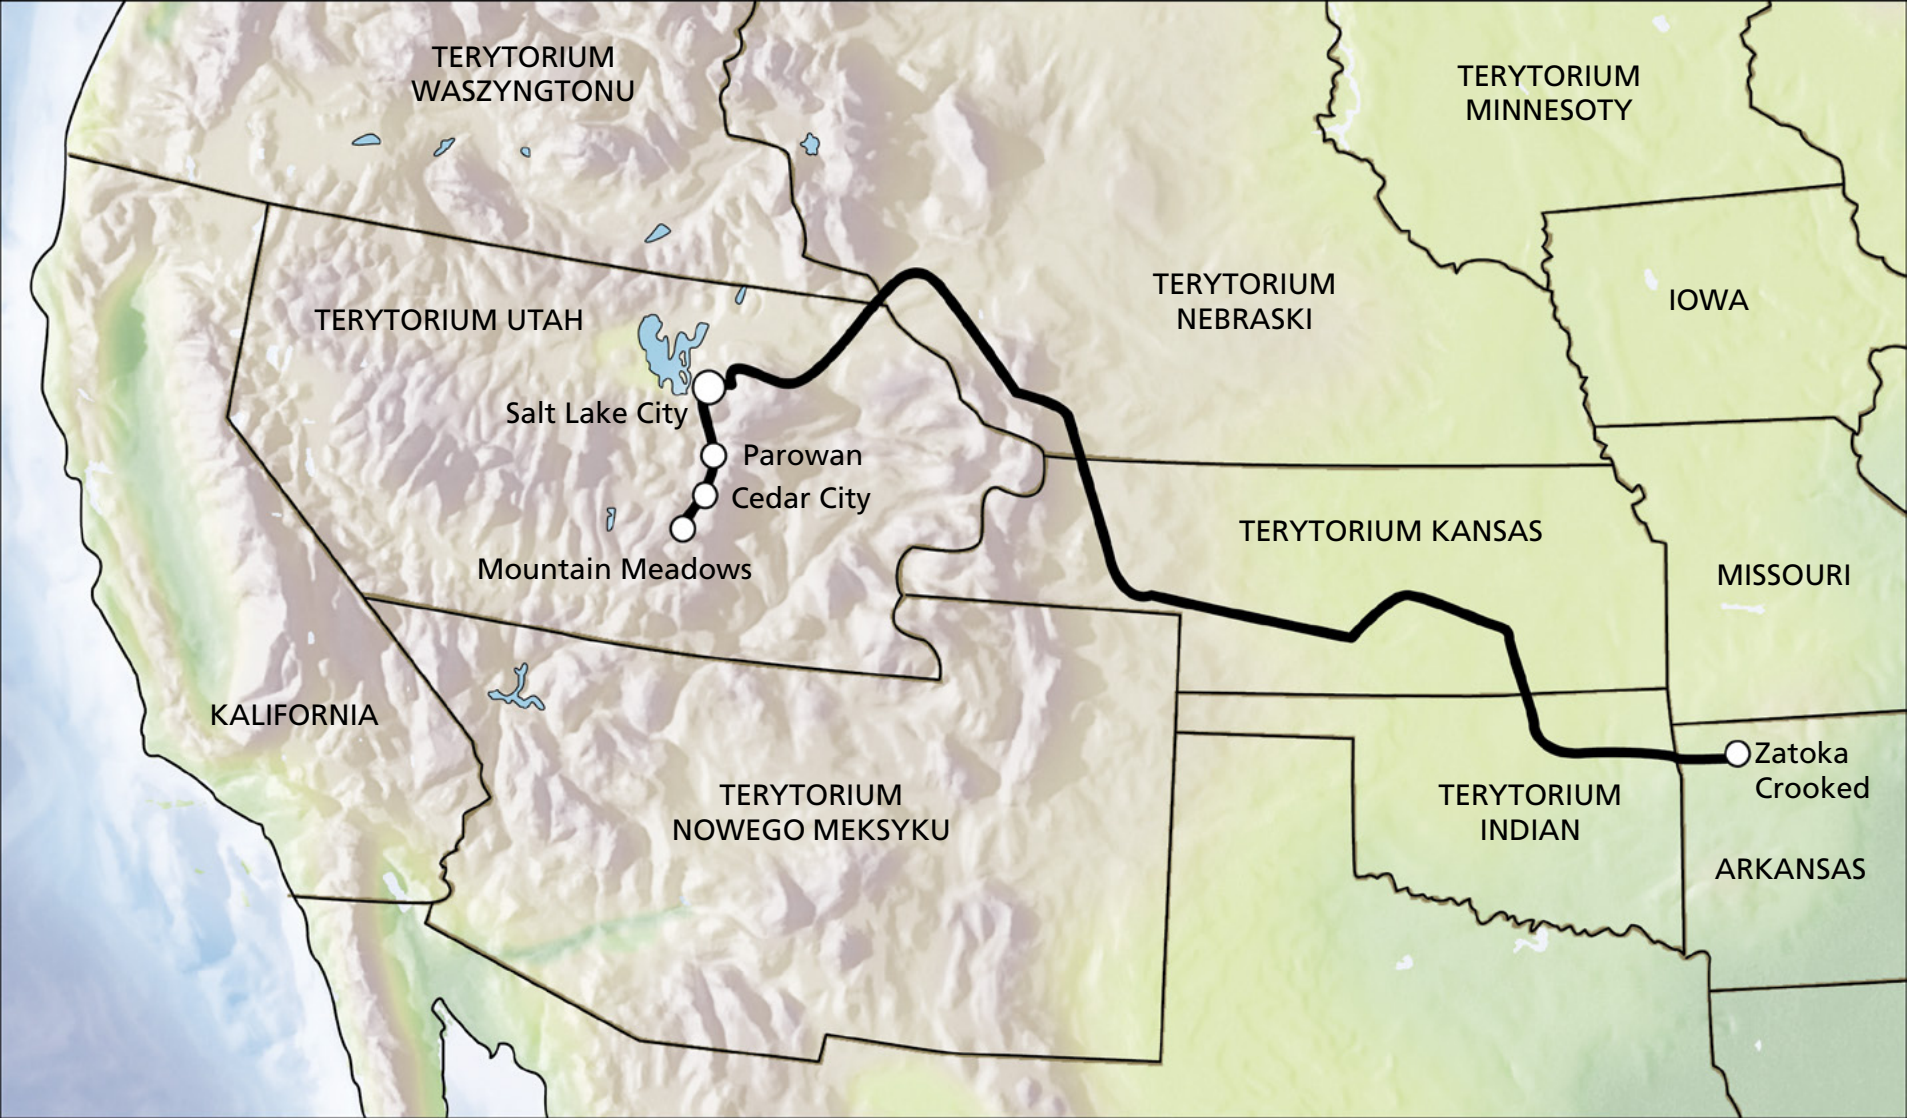 TERYTORIUM
WASZYNGTONU
TERYTORIUM
MINNESOTY
TERYTORIUM
NEBRASKI
IOWA
TERYTORIUM UTAH
Salt Lake City
Parowan
Cedar City
Mountain Meadows
TERYTORIUM KANSAS
MISSOURI
KALIFORNIA
TERYTORIUM
NOWEGO MEKSYKU
TERYTORIUM
INDIAN
Zatoka
Crooked
ARKANSAS